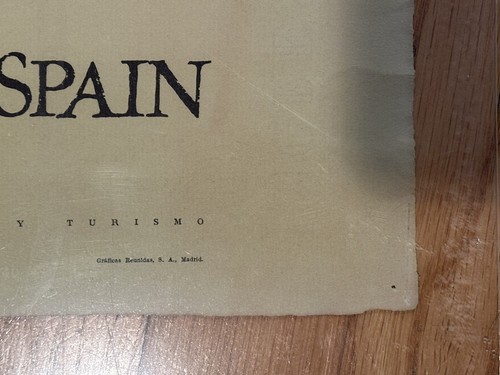 SPAIN
Y TURISMO
Gráficas Reunidas, S. A., Madrid.